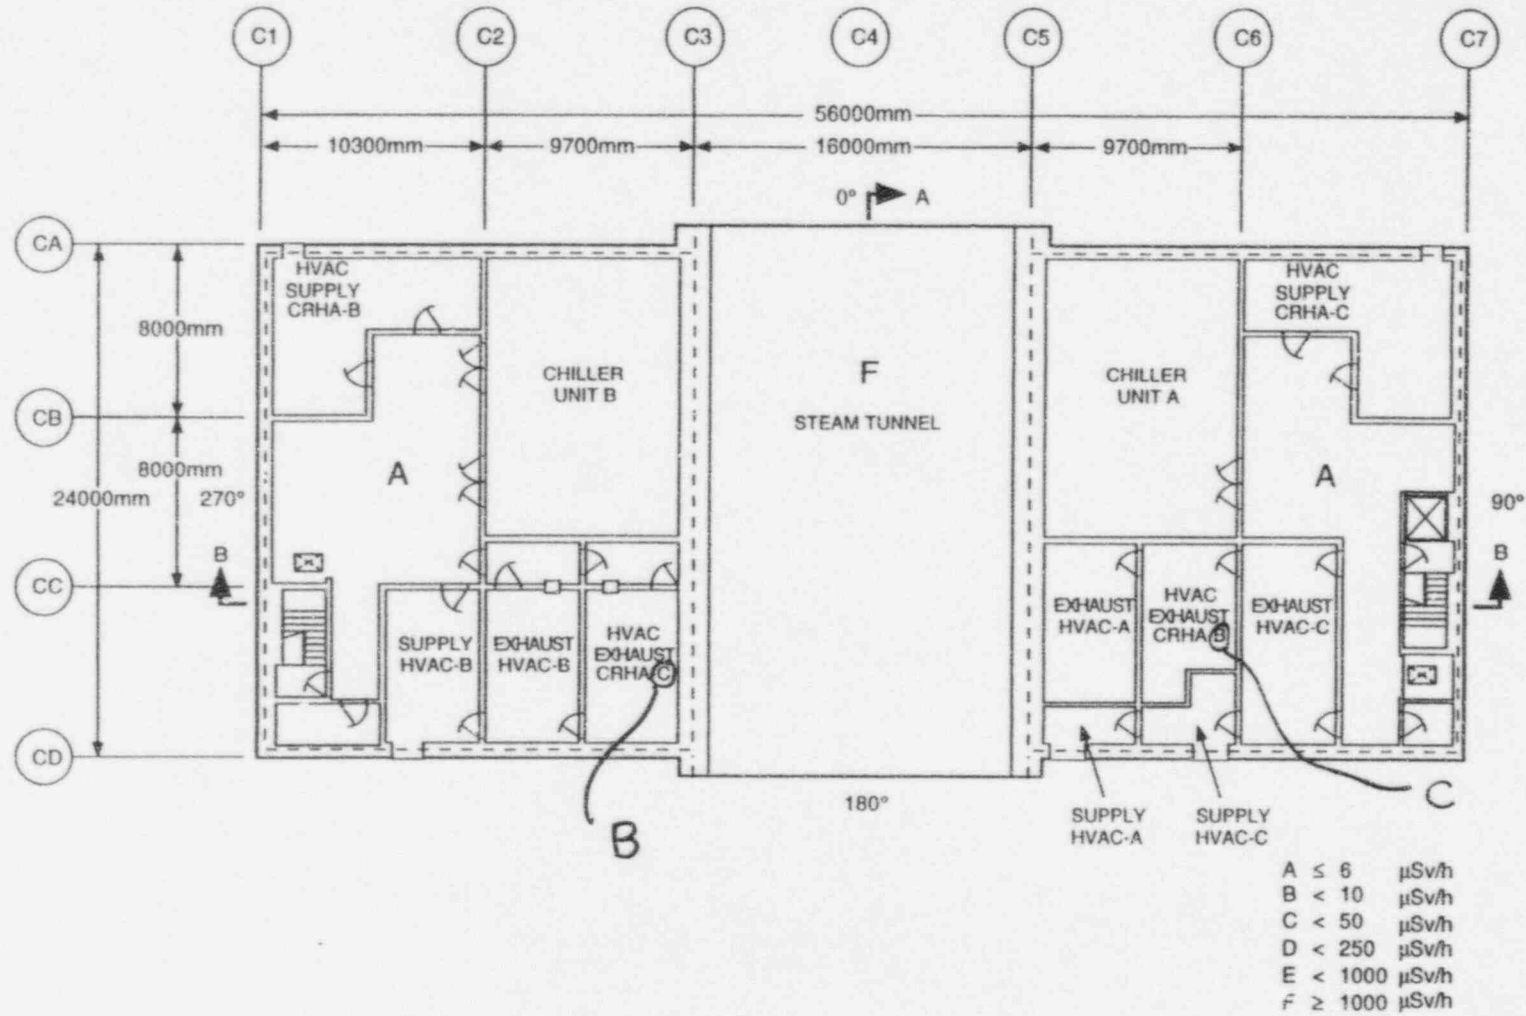 C1 C2 C3 C4 C5 C6 C7
56000mm
10300mm 9700mm 16000mm 9700mm
0° A
CA
HVAC
SUPPLY
CRHA-B
HVAC
SUPPLY
CRHA-C
8000mm
CHILLER
UNIT B
F
CHILLER
UNIT A
CB
STEAM TUNNEL
8000mm
A
A
24000mm
270°
90°
B
B
CC
SUPPLY
HVAC-B
EXHAUST
HVAC-B
HVAC
EXHAUST
CRHA-C
EXHAUST
HVAC-A
HVAC
EXHAUST
CRHA-B
EXHAUST
HVAC-C
CD
180°
B
C
SUPPLY
HVAC-A
SUPPLY
HVAC-C
A ≤ 6 µSv/h
B < 10 µSv/h
C < 50 µSv/h
D < 250 µSv/h
E < 1000 µSv/h
F ≥ 1000 µSv/h